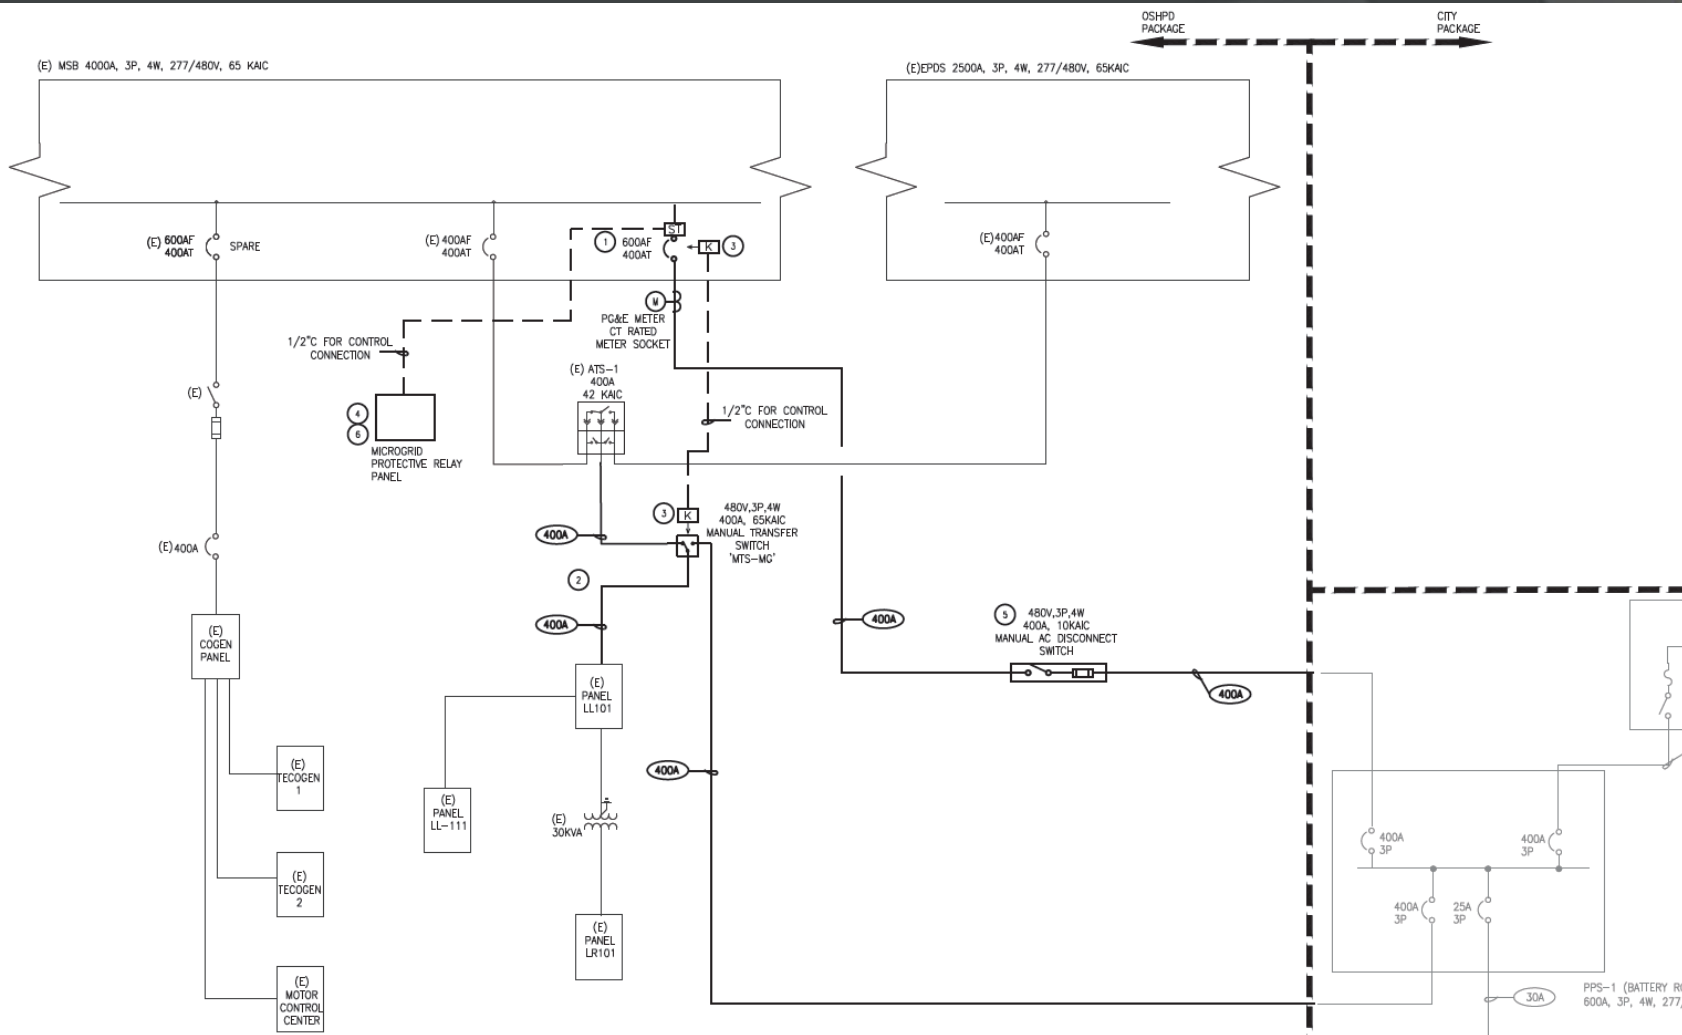 OSHPD
PACKAGE
CITY
PACKAGE
(E) MSB 4000A, 3P, 4W, 277/480V, 65 KAIC
(E)EPDS 2500A, 3P, 4W, 277/480V, 65KAIC
(E) 600AF
400AT
SPARE
(E) 400AF
400AT
1
600AF
400AT
ST
K
3
(E)400AF
400AT
M
PG&E METER
CT RATED
METER SOCKET
1/2"C FOR CONTROL
CONNECTION
(E) ATS-1
400A
42 KAIC
(E)
4
6
MICROGRID
PROTECTIVE RELAY
PANEL
1/2"C FOR CONTROL
CONNECTION
3
K
480V,3P,4W
400A, 65KAIC
MANUAL TRANSFER
SWITCH
'MTS-MG'
400A
(E)400A
2
400A
400A
5
480V,3P,4W
400A, 10KAIC
MANUAL AC DISCONNECT
SWITCH
400A
(E)
COGEN
PANEL
(E)
PANEL
LL101
400A
(E)
TECOGEN
1
(E)
PANEL
LL-111
(E)
30KVA
(E)
TECOGEN
2
(E)
PANEL
LR101
(E)
MOTOR
CONTROL
CENTER
400A
3P
400A
3P
400A
3P
25A
3P
30A
PPS-1 (BATTERY
600A, 3P, 4W, 277/